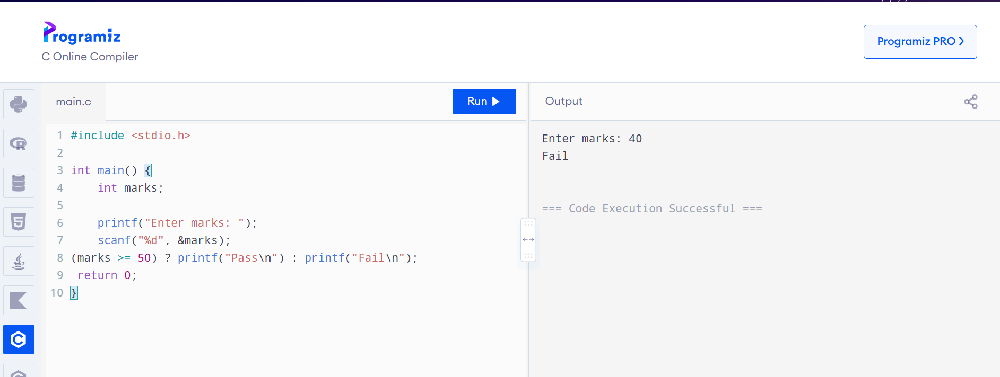 Programiz
C Online Compiler
Programiz PRO >
main.c
Run
Output
1 #include <stdio.h>
2
3 int main() {
4     int marks;
5
6     printf("Enter marks: ");
7     scanf("%d", &marks);
8 (marks >= 50) ? printf("Pass\n") : printf("Fail\n");
9  return 0;
10 }
Enter marks: 40
Fail
=== Code Execution Successful ===